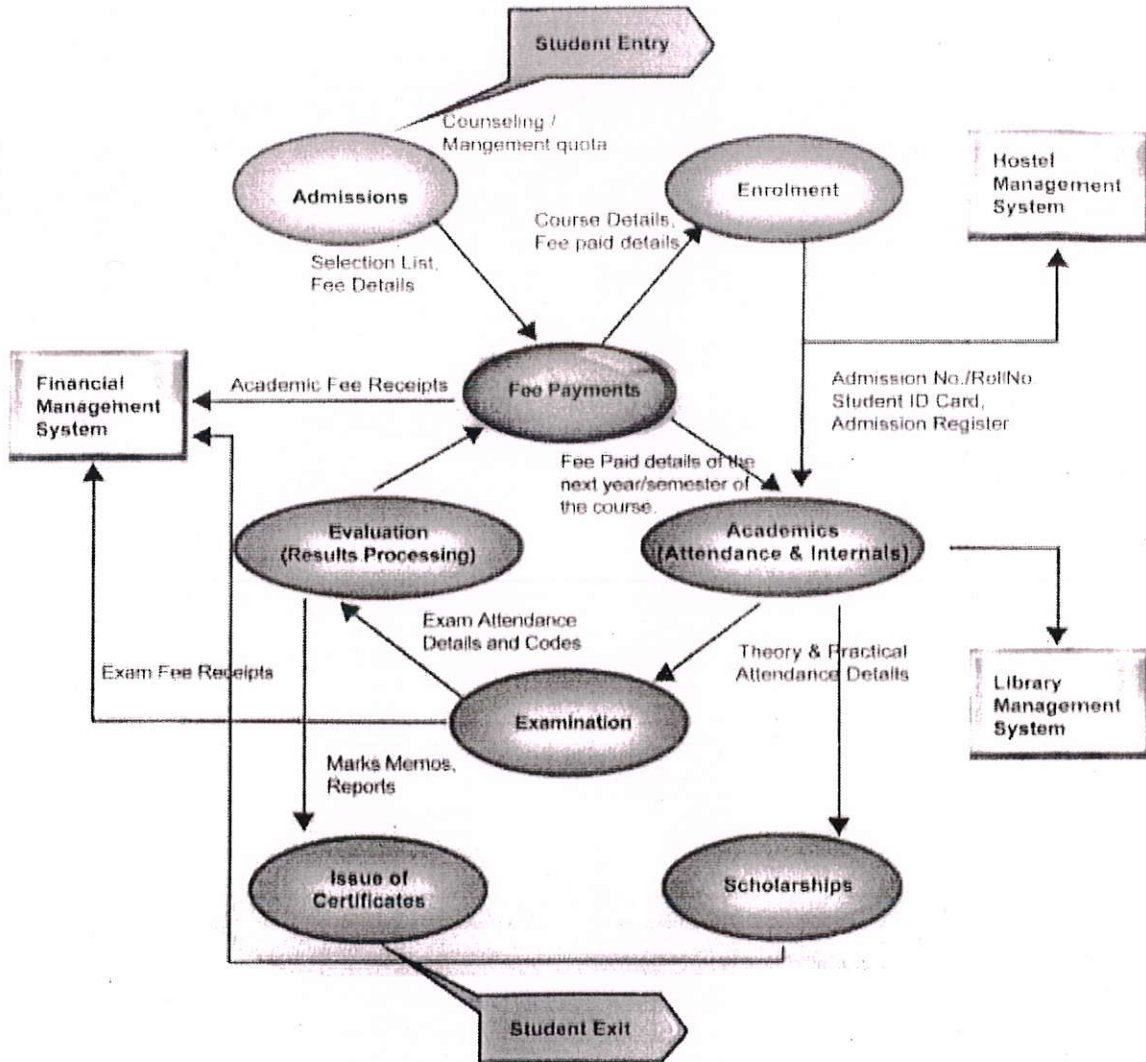 Student Entry
Counseling /
Mangement quota
Admissions
Enrolment
Hostel
Management
System
Course Details,
Fee paid details
Selection List,
Fee Details
Financial
Management
System
Academic Fee Receipts
Fee Payments
Admission No./RollNo
Student ID Card,
Admission Register
Fee Paid details of the
next year/semester of
the course.
Evaluation
(Results Processing)
Academics
(Attendance & Internals)
Exam Attendance
Details and Codes
Exam Fee Receipts
Theory & Practical
Attendance Details
Library
Management
System
Examination
Marks Memos,
Reports
Issue of
Certificates
Scholarships
Student Exit